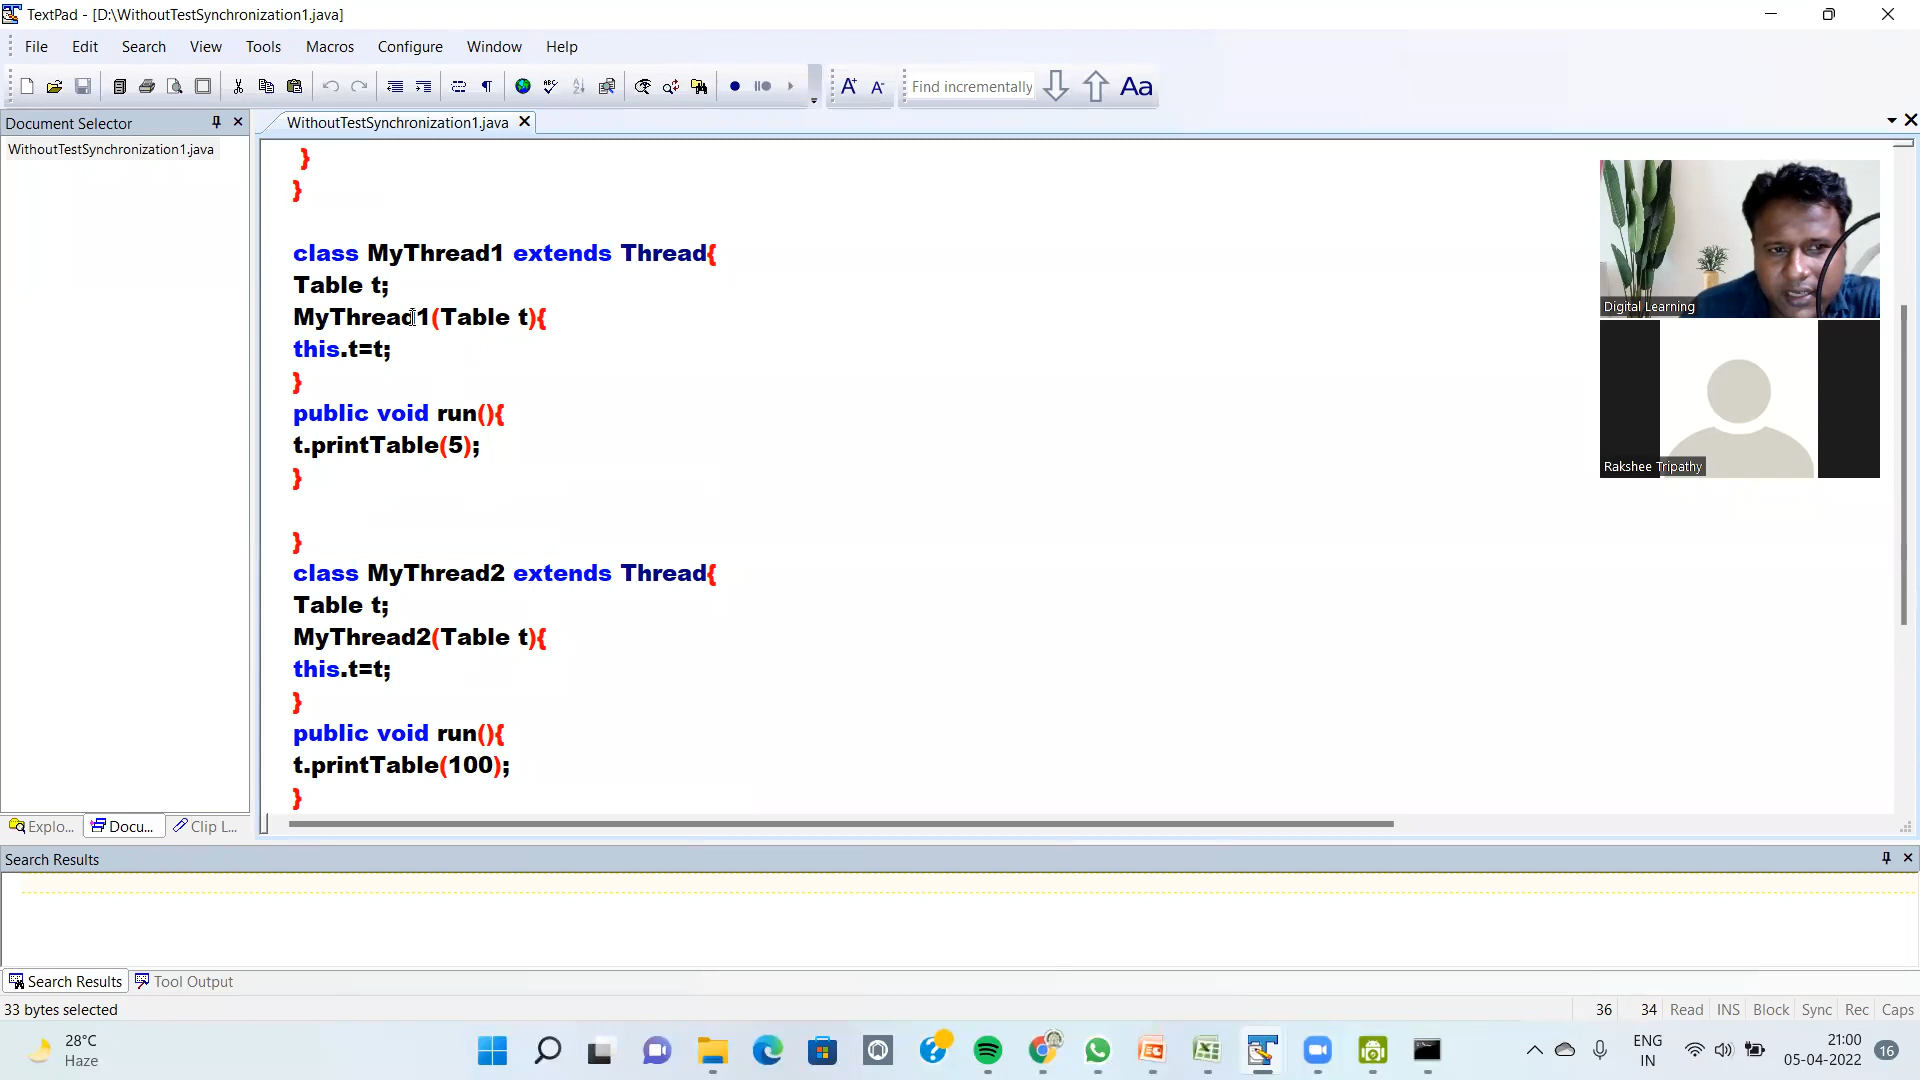 TextPad - [D:\WithoutTestSynchronization1.java]
File Edit Search View Tools Macros Configure Window Help
Find incrementally Aa
Document Selector
WithoutTestSynchronization1.java
WithoutTestSynchronization1.java
}
}
class MyThread1 extends Thread{
Table t;
MyThread1(Table t){
this.t=t;
}
public void run(){
t.printTable(5);
}
}
class MyThread2 extends Thread{
Table t;
MyThread2(Table t){
this.t=t;
}
public void run(){
t.printTable(100);
}
Digital Learning
Rakshee Tripathy
Explo... Docu... Clip L...
Search Results
Search Results Tool Output
33 bytes selected
36 34 Read INS Block Sync Rec Caps
28°C
Haze
ENG
IN
21:00
05-04-2022
16